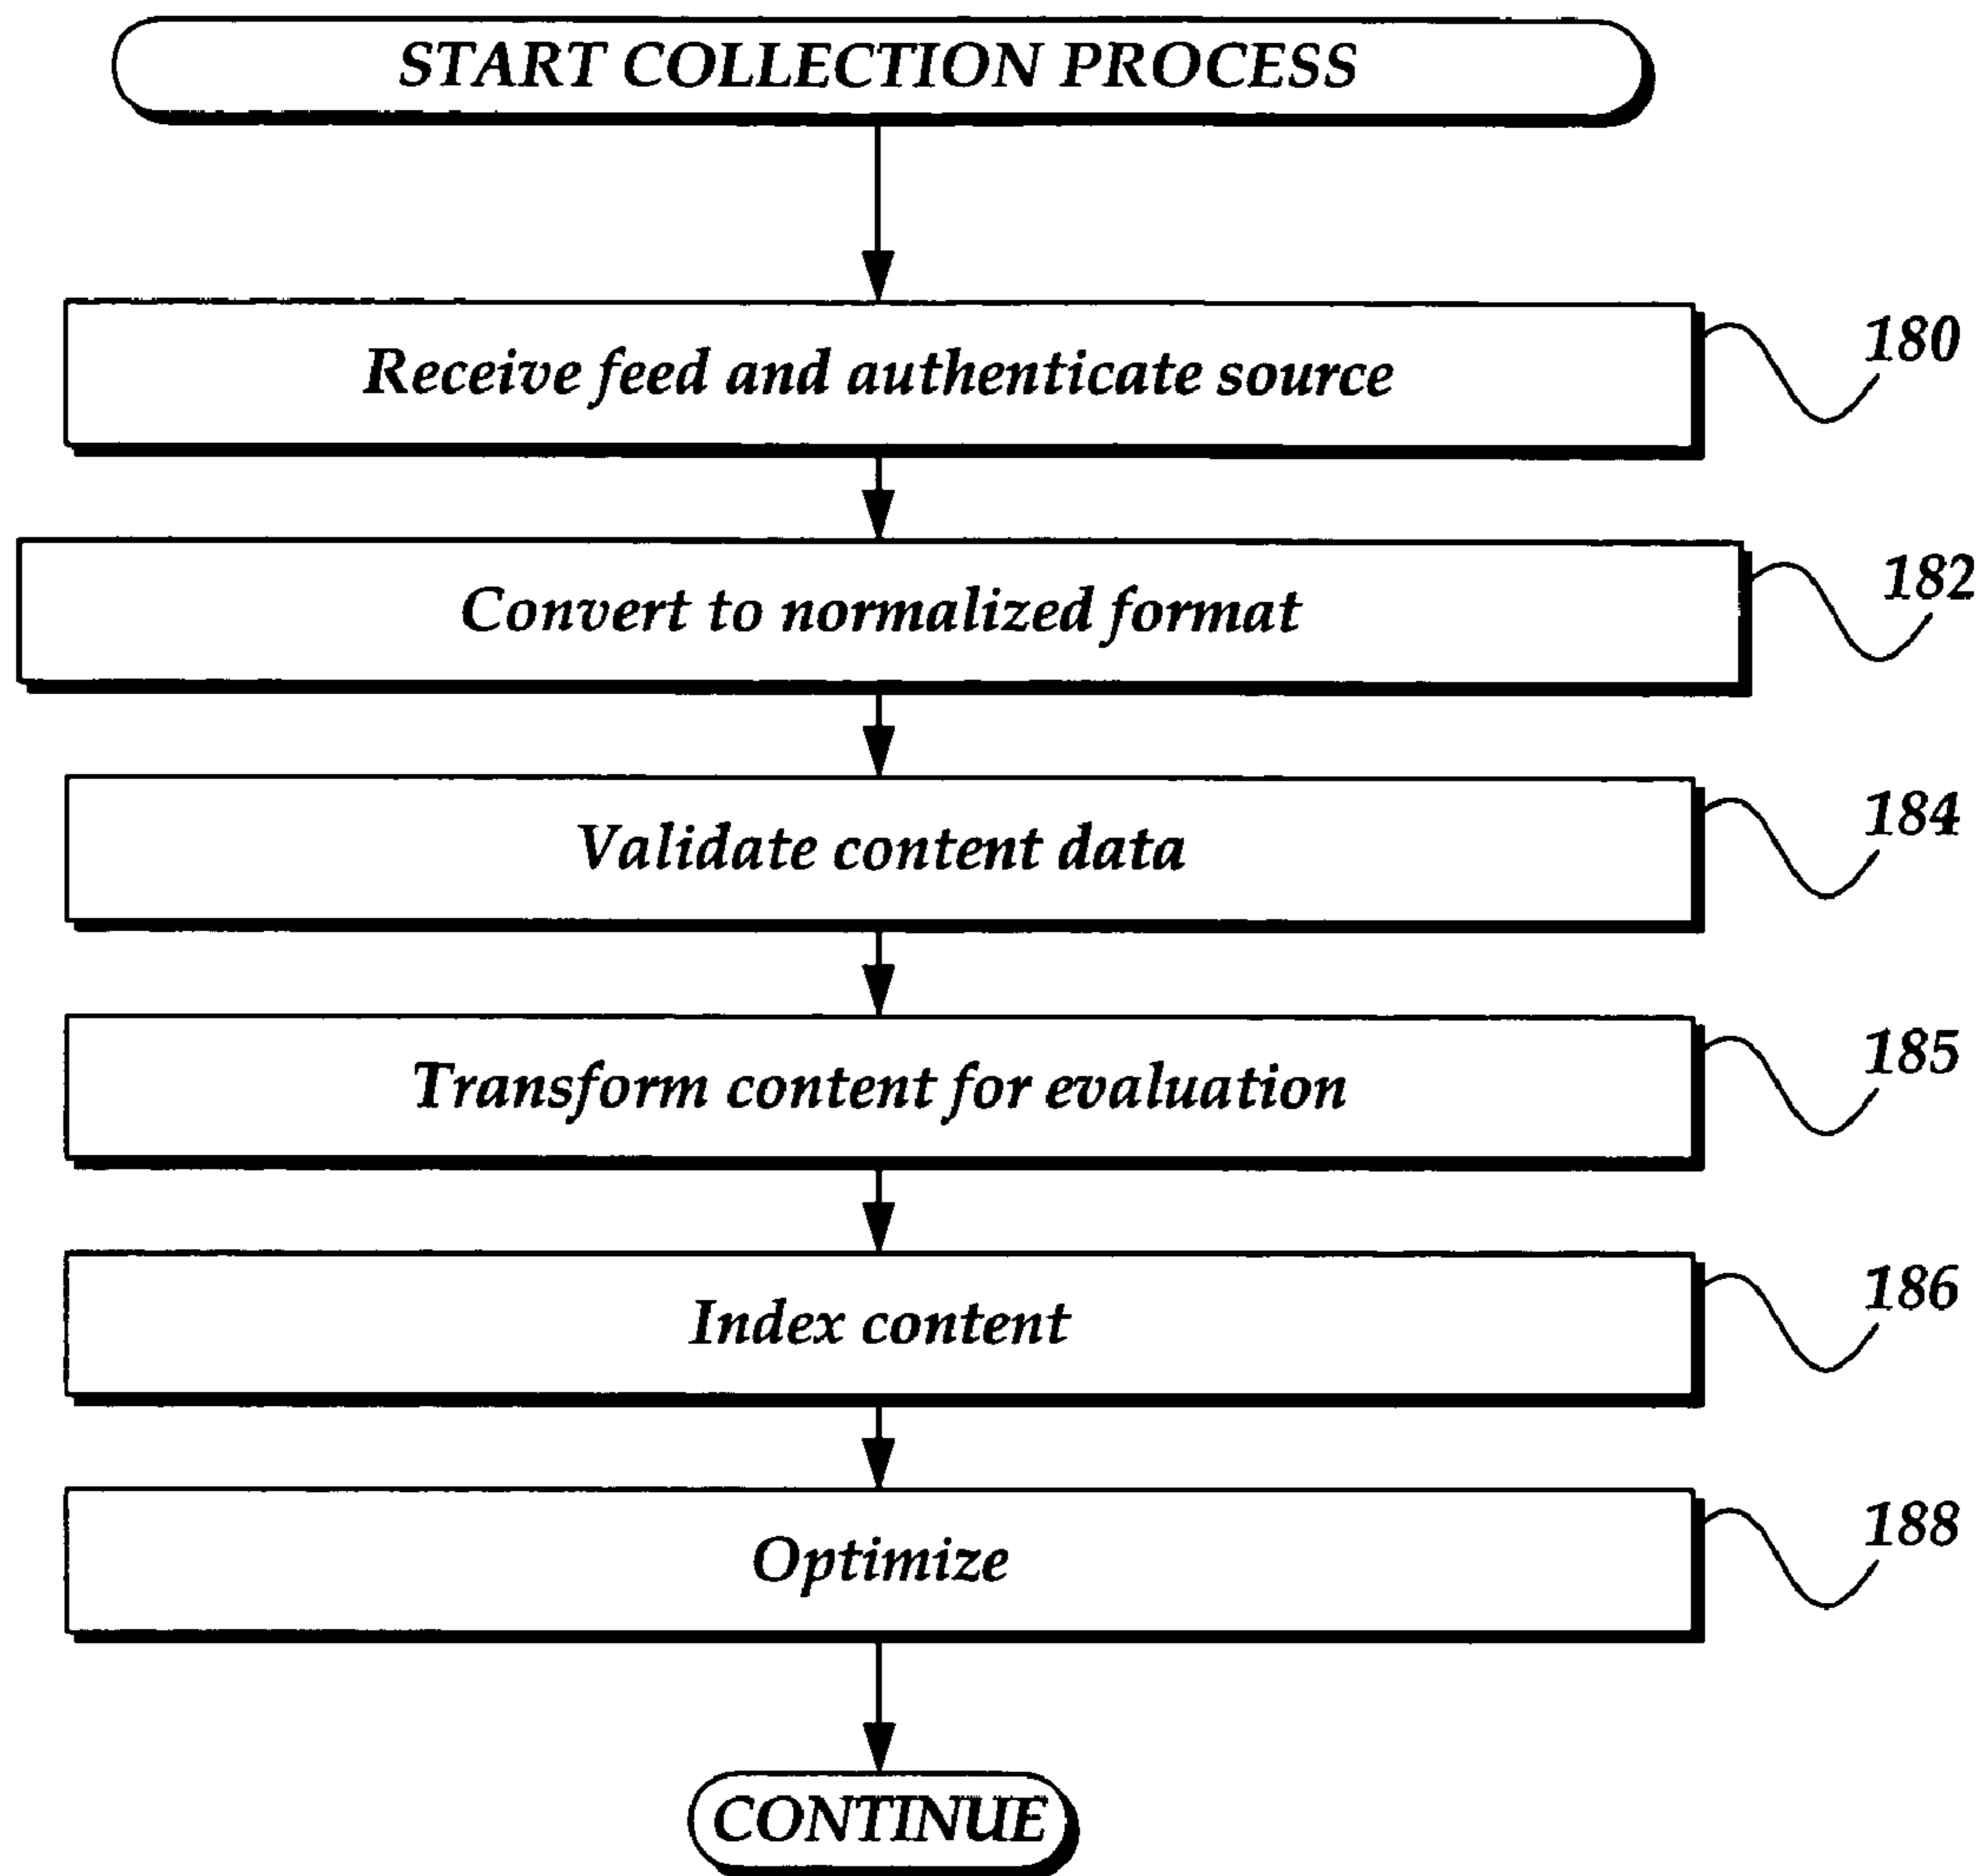 START COLLECTION PROCESS
Receive feed and authenticate source
180
Convert to normalized format
182
Validate content data
184
Transform content for evaluation
185
Index content
186
Optimize
188
CONTINUE